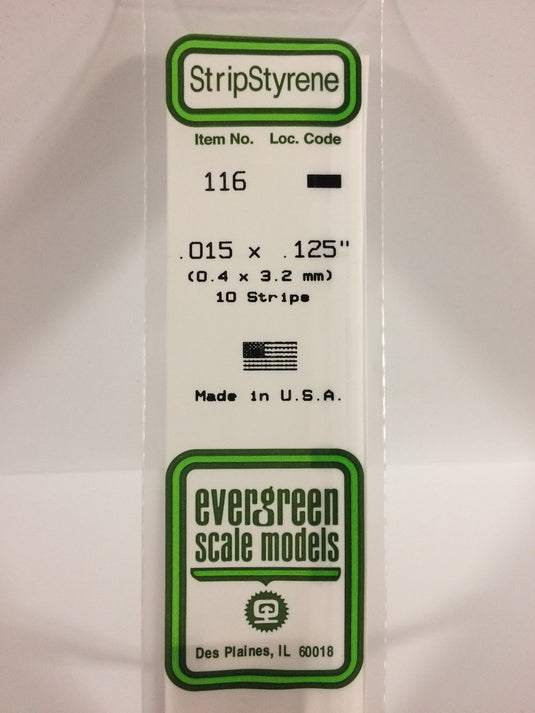 StripStyrene
Item No. Loc. Code
116
.015 x .125"
(0.4 x 3.2 mm)
10 Strips
Made in U.S.A.
evergreen
scale models
Des Plaines, IL 60018